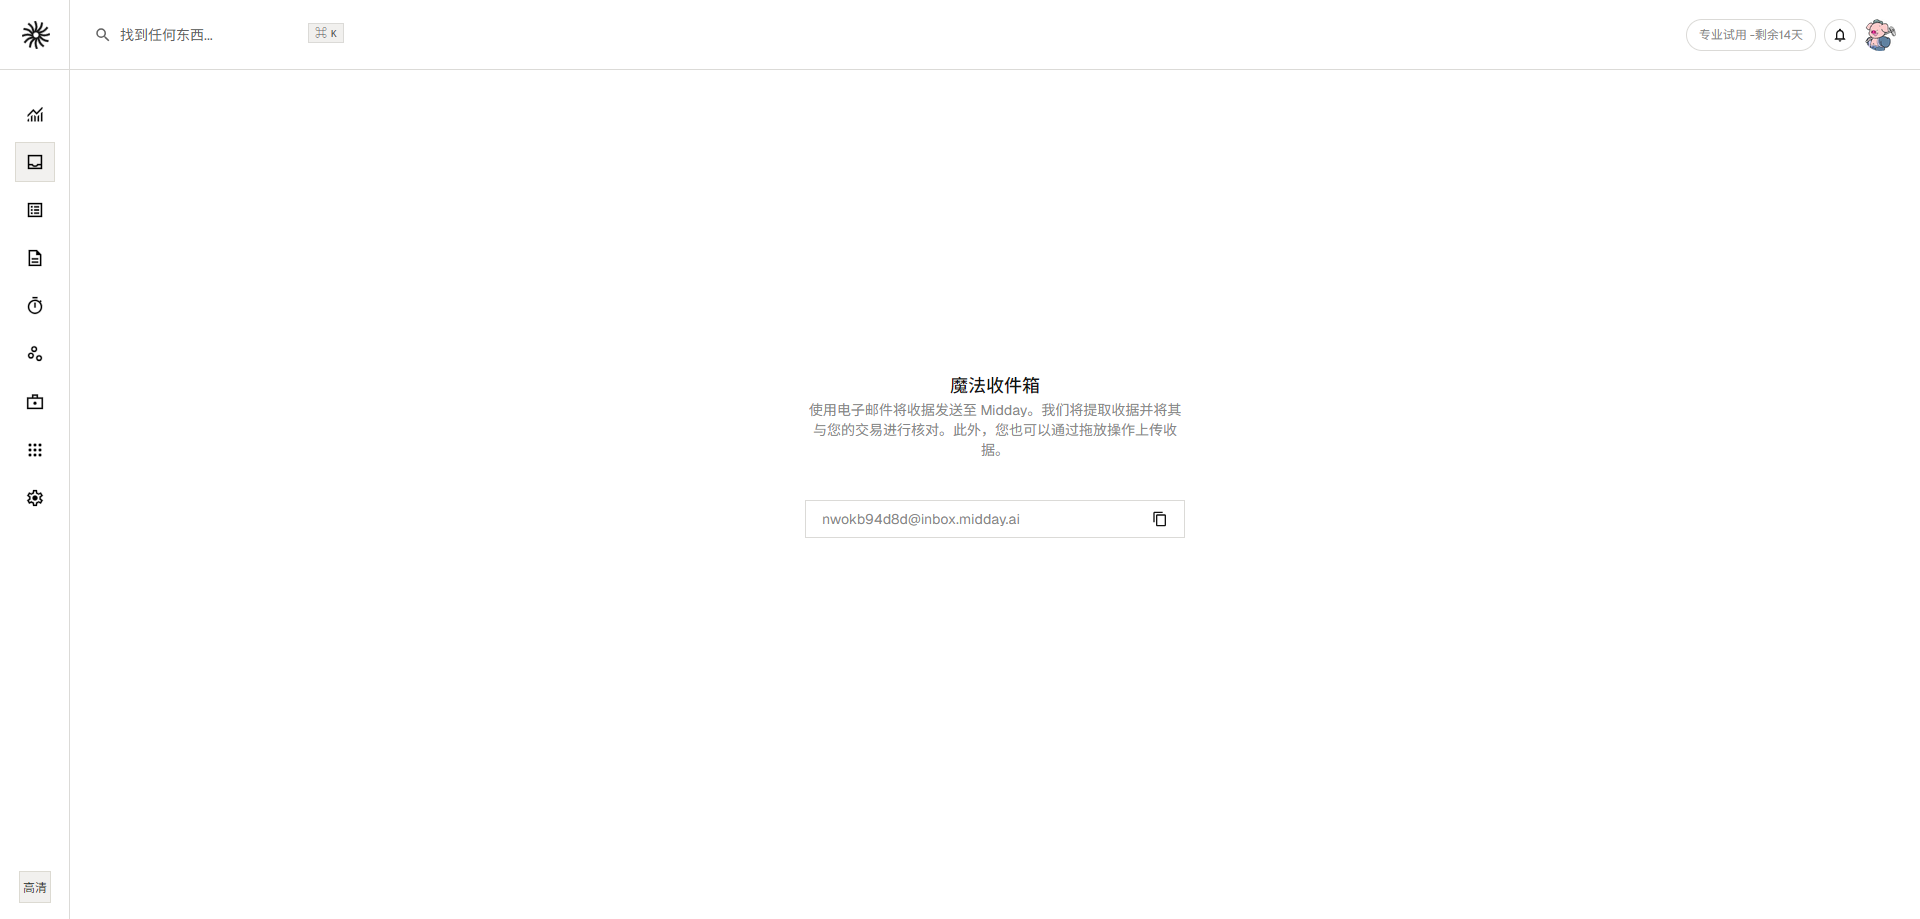 找到任何东西...
⌘ K
专业试用 -剩余14天
魔法收件箱
使用电子邮件将收据发送至 Midday。我们将提取收据并将其
与您的交易进行核对。此外，您也可以通过拖放操作上传收
据。
nwokb94d8d@inbox.midday.ai
高清